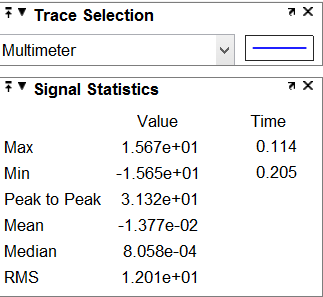 Trace Selection
Multimeter
Signal Statistics
Value Time
Max 1.567e+01 0.114
Min -1.565e+01 0.205
Peak to Peak 3.132e+01
Mean -1.377e-02
Median 8.058e-04
RMS 1.201e+01